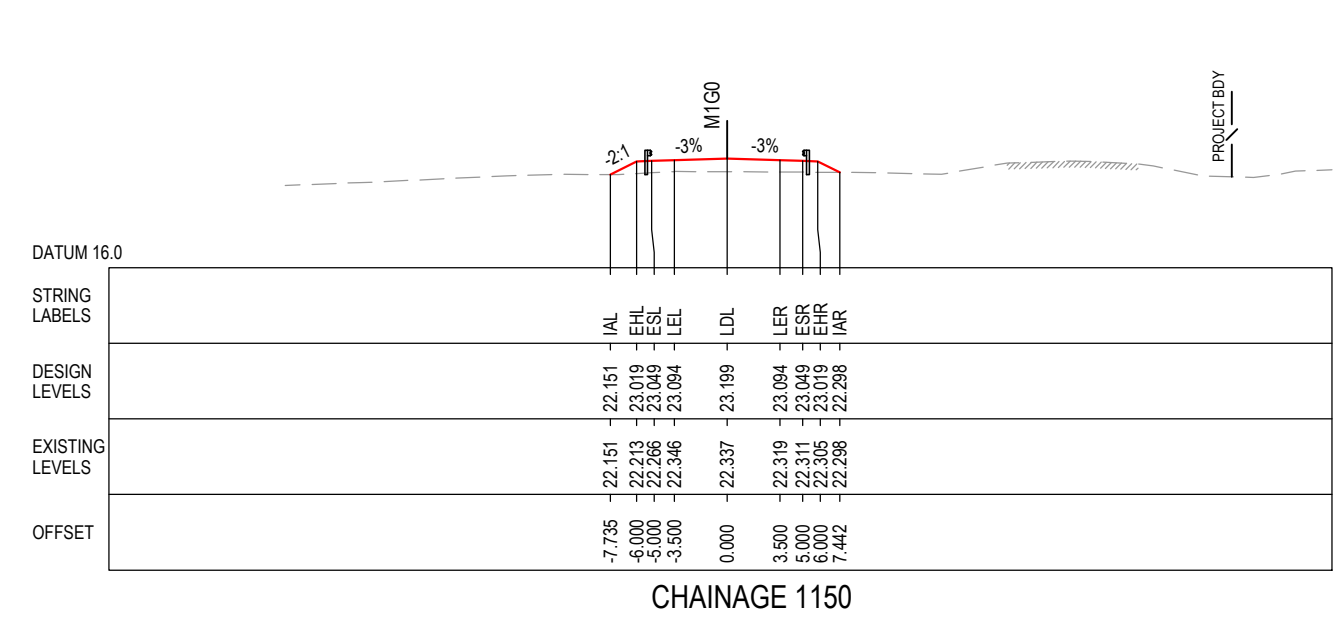 M1G0
PROJECT BDY
-2:1
-3%
-3%
DATUM 16.0
STRING
LABELS
IAL EHL ESL LEL LDL LER ESR EHR IAR
DESIGN
LEVELS
22.151 23.019 23.049 23.094 23.199 23.094 23.049 23.019 22.298
EXISTING
LEVELS
22.151 22.213 22.266 22.346 22.337 22.319 22.311 22.305 22.298
OFFSET
-7.735 -6.000 -5.000 -3.500 0.000 3.500 5.000 6.000 7.442
CHAINAGE 1150